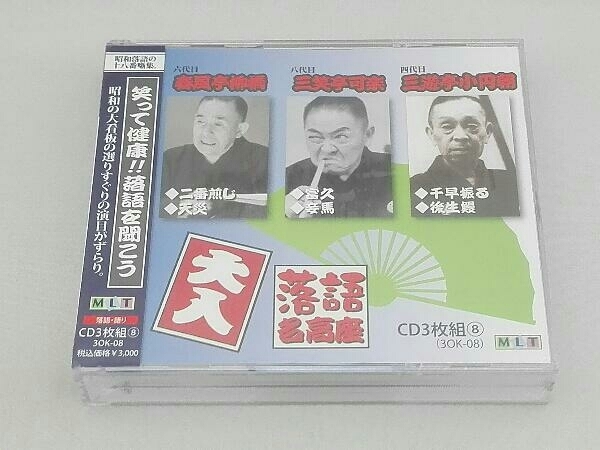 昭和落語の
十八番噺集。
笑って健康!!落語を聞こう
昭和の大看板の選りすぐりの演目がずらり。
MLT
落語・語り
CD3枚組⑧
3OK-08
税込価格￥3,000
六代目
春風亭柳橋
◆二番煎じ
◆天災
八代目
三笑亭可楽
◆富久
◆妾馬
四代目
三遊亭小円朝
◆千早振る
◆後生鰻
大入
落語
名高座
CD3枚組⑧
(3OK-08)
MLT